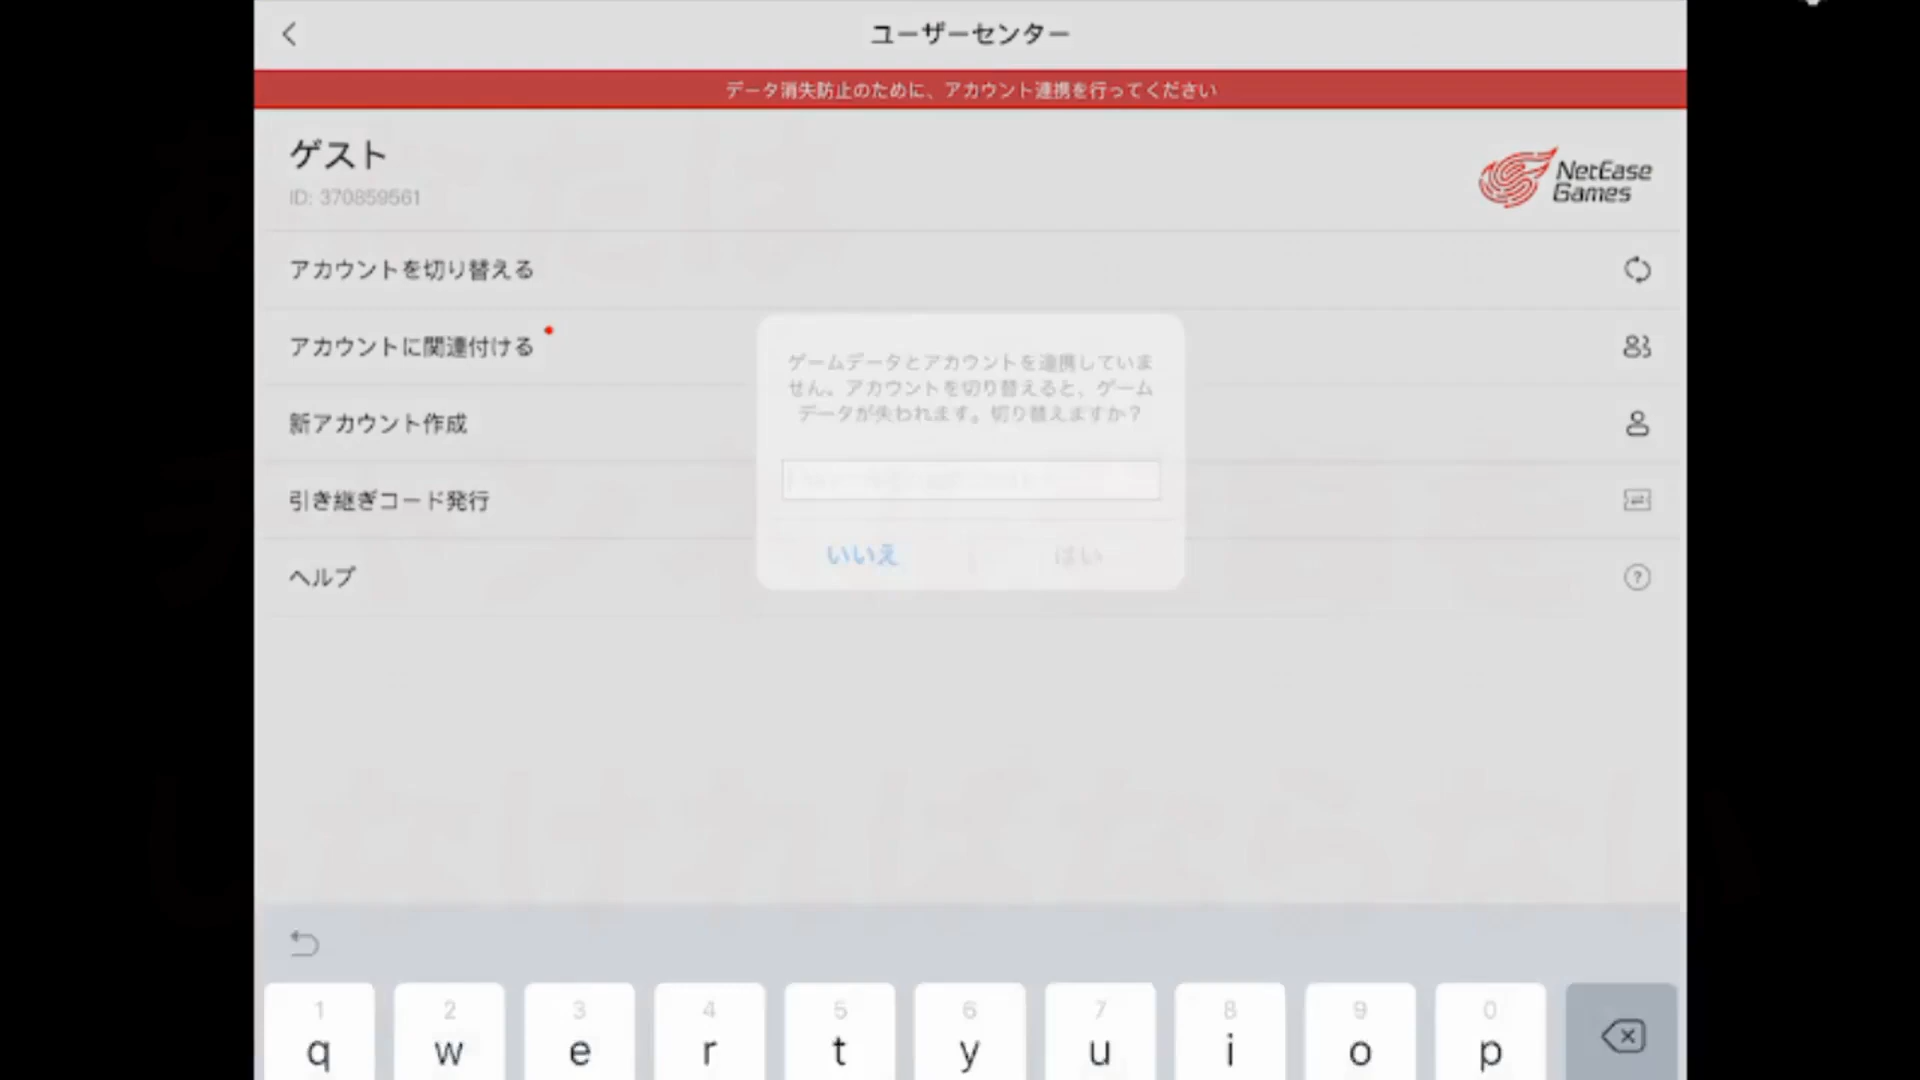 ユーザーセンター
データ消失防止のために、アカウント連携を行ってください
ゲスト
ID: 370859561
NetEase
Games
アカウントを切り替える
アカウントに関連付ける
新アカウント作成
引き継ぎコード発行
ヘルプ
ゲームデータとアカウントを連携していま
せん。アカウントを切り替えると、ゲーム
データが失われます。切り替えますか？
いいえ はい
1 2 3 4 5 6 7 8 9 0
q w e r t y u i o p